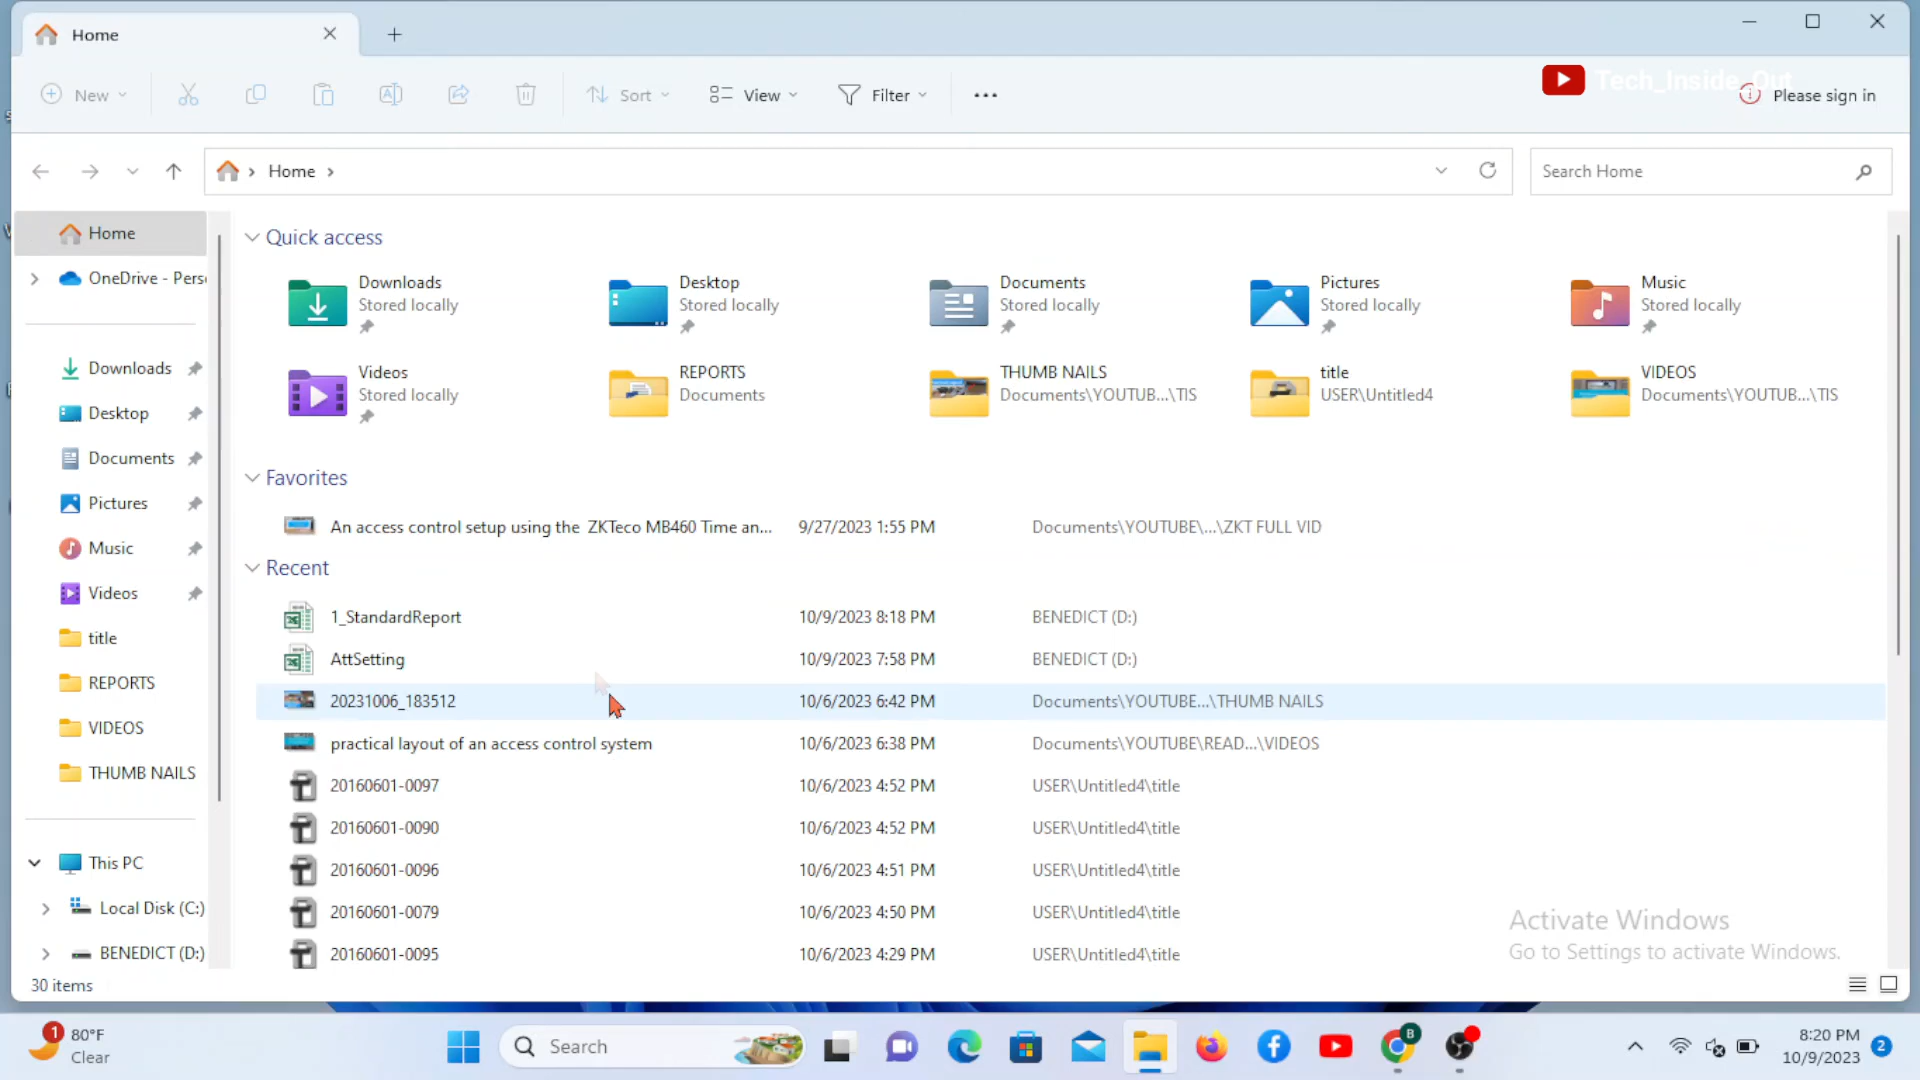 Home
New
Sort
View
Filter
Tech_Inside_Out
Please sign in
Home
Search Home
Home
OneDrive - Pers
Downloads
Desktop
Documents
Pictures
Music
Videos
title
REPORTS
VIDEOS
THUMB NAILS
This PC
Local Disk (C:)
BENEDICT (D:)
Quick access
Downloads
Stored locally
Desktop
Stored locally
Documents
Stored locally
Pictures
Stored locally
Music
Stored locally
Videos
Stored locally
REPORTS
Documents
THUMB NAILS
Documents\YOUTUB...\TIS
title
USER\Untitled4
VIDEOS
Documents\YOUTUB...\TIS
Favorites
An access control setup using the ZKTeco MB460 Time an... 9/27/2023 1:55 PM Documents\YOUTUBE\...\ZKT FULL VID
Recent
1_StandardReport 10/9/2023 8:18 PM BENEDICT (D:)
AttSetting 10/9/2023 7:58 PM BENEDICT (D:)
20231006_183512 10/6/2023 6:42 PM Documents\YOUTUBE...\THUMB NAILS
practical layout of an access control system 10/6/2023 6:38 PM Documents\YOUTUBE\READ...\VIDEOS
20160601-0097 10/6/2023 4:52 PM USER\Untitled4\title
20160601-0090 10/6/2023 4:52 PM USER\Untitled4\title
20160601-0096 10/6/2023 4:51 PM USER\Untitled4\title
20160601-0079 10/6/2023 4:50 PM USER\Untitled4\title
20160601-0095 10/6/2023 4:29 PM USER\Untitled4\title
Activate Windows
Go to Settings to activate Windows.
30 items
1
80°F
Clear
Search
B
8:20 PM
10/9/2023
2